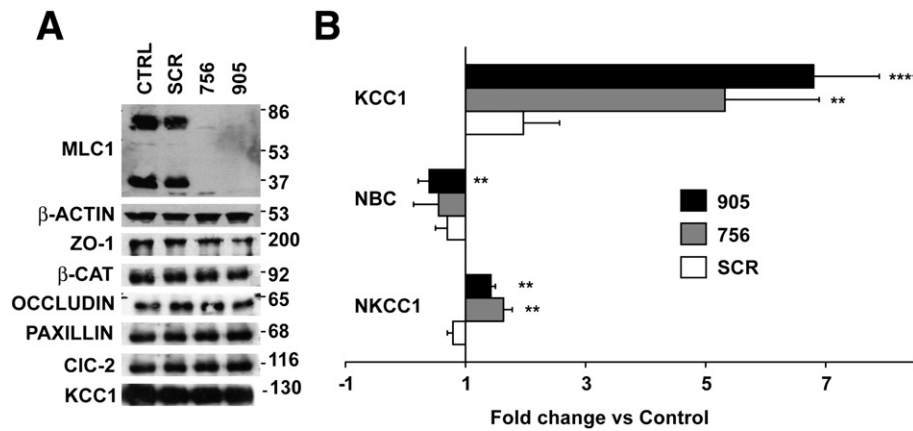 A
CTRL
SCR
756
905
MLC1
-86
-53
-37
β-ACTIN
-53
ZO-1
200
β-CAT
-92
OCCLUDIN
-65
PAXILLIN
-68
ClC-2
-116
KCC1
-130
B
KCC1
****
**
NBC
**
NKCC1
**
**
905
756
SCR
-1
1
3
5
7
Fold change vs Control